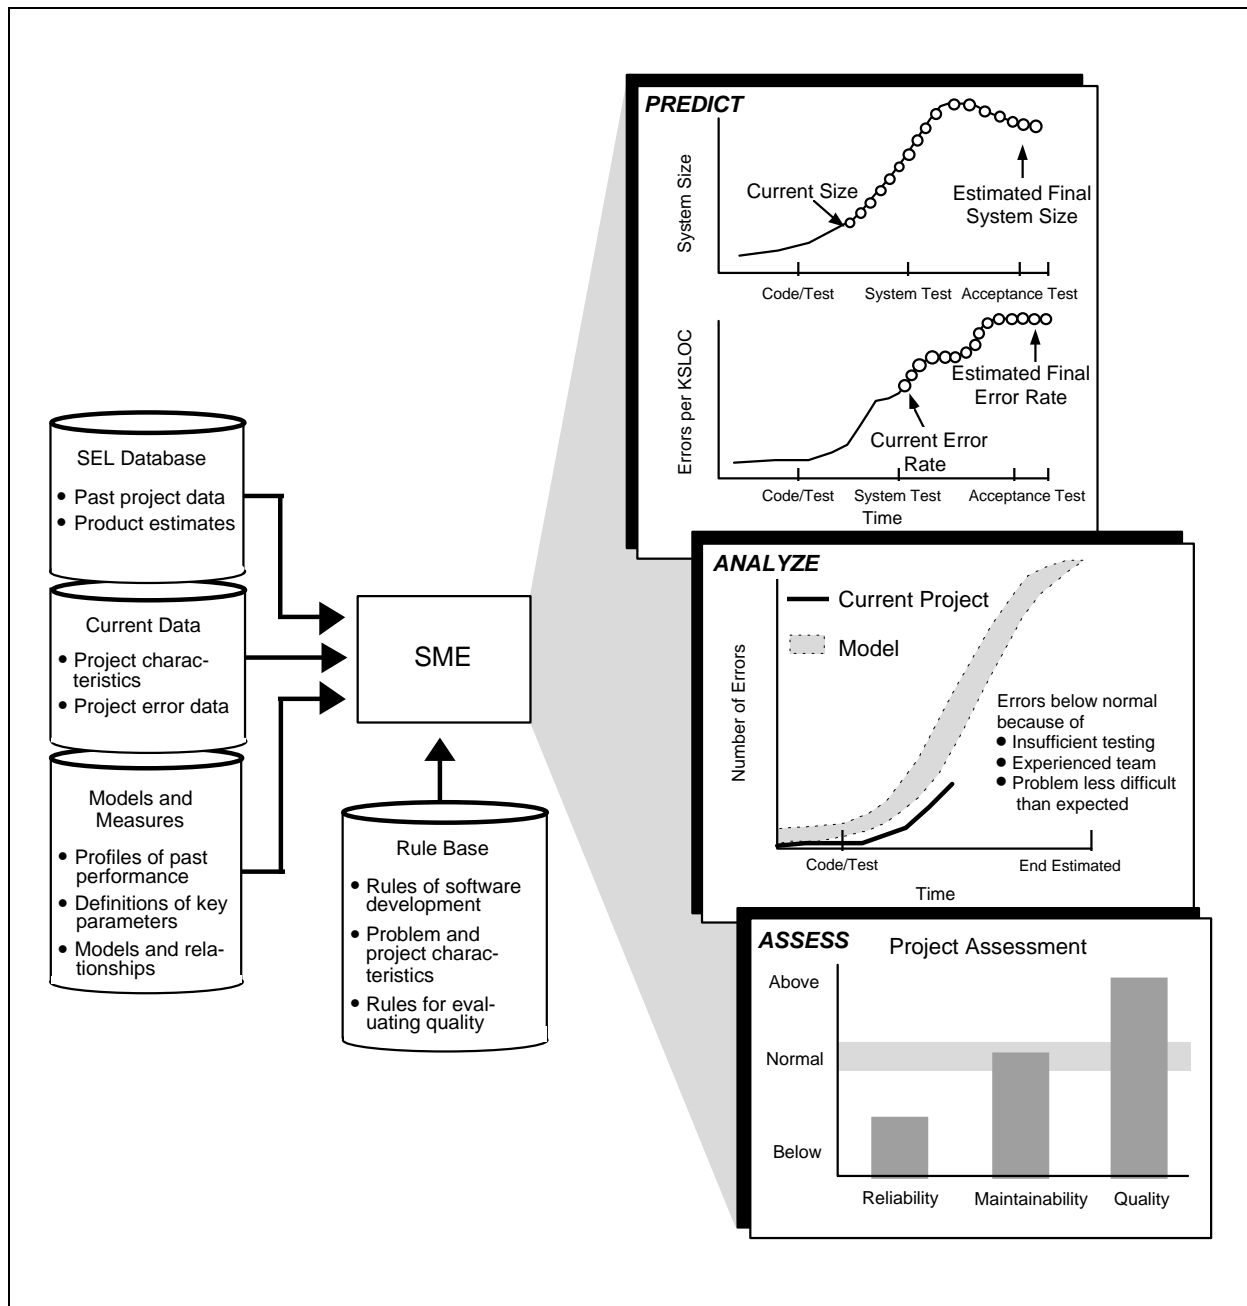 SEL Database
• Past project data
• Product estimates
Current Data
• Project charac-
teristics
• Project error data
Models and
Measures
• Profiles of past
performance
• Definitions of key
parameters
• Models and rela-
tionships
SME
Rule Base
• Rules of software
development
• Problem and
project charac-
teristics
• Rules for eval-
uating quality
PREDICT
System Size
Current Size
Estimated Final
System Size
Code/Test
System Test
Acceptance Test
Errors per KSLOC
Estimated Final
Error Rate
Current Error
Rate
Code/Test
System Test
Acceptance Test
Time
ANALYZE
Current Project
Model
Number of Errors
Errors below normal
because of
• Insufficient testing
• Experienced team
• Problem less difficult
than expected
Code/Test
End Estimated
Time
ASSESS
Project Assessment
Above
Normal
Below
Reliability
Maintainability
Quality